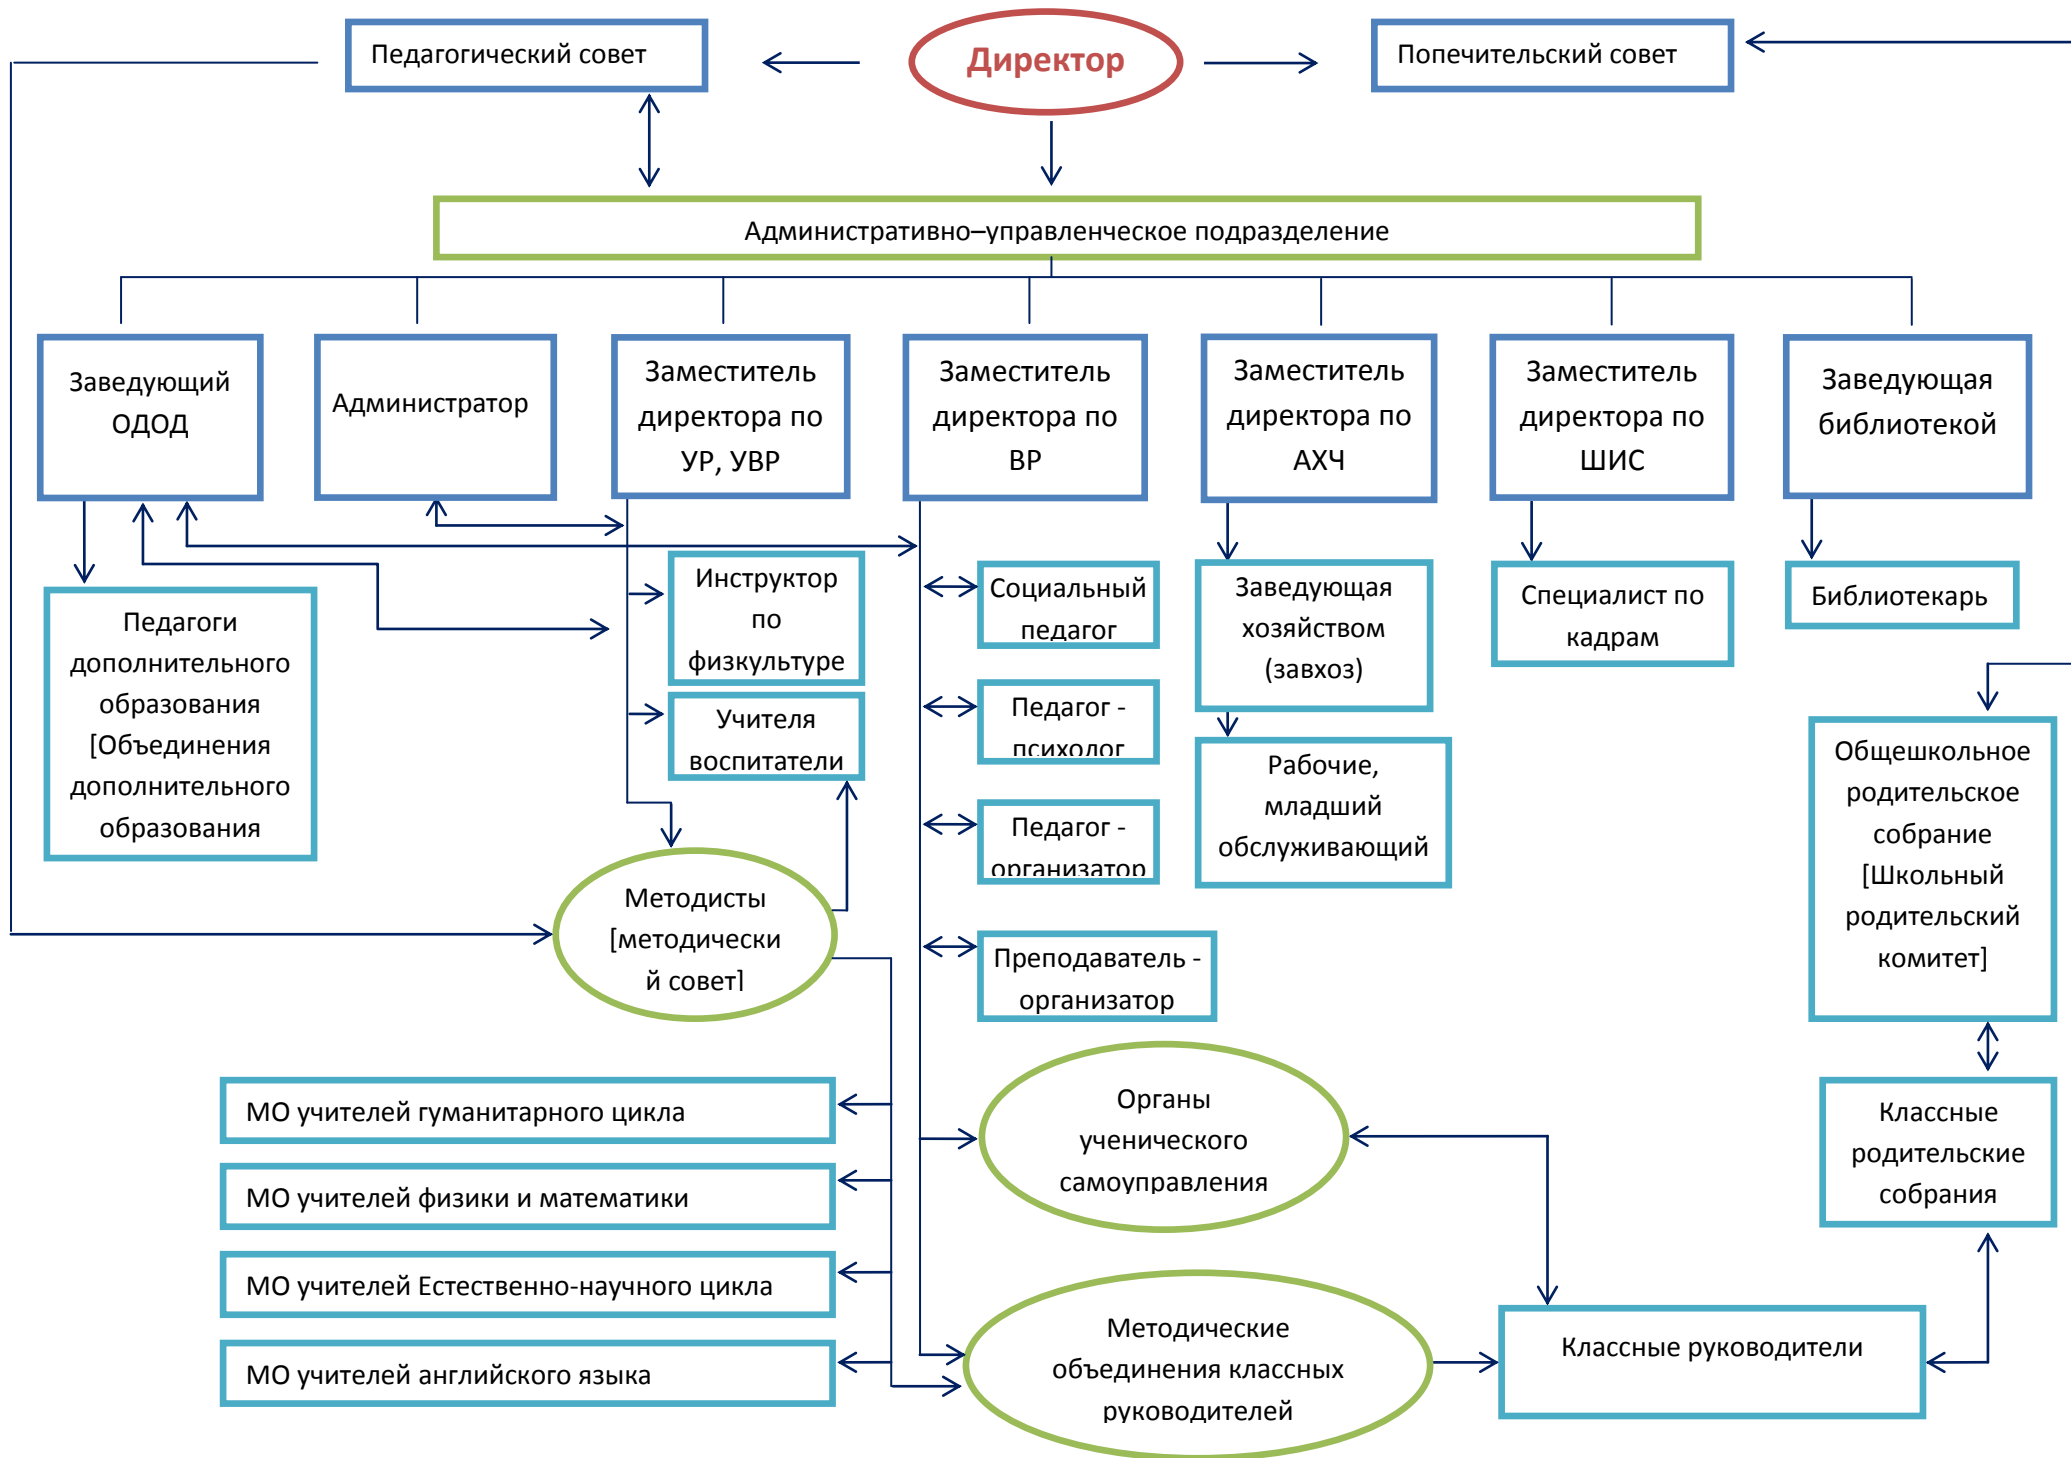 Педагогический совет
Директор
Попечительский совет
Административно–управленческое подразделение
Заведующий
ОДОД
Администратор
Заместитель
директора по
УР, УВР
Заместитель
директора по
ВР
Заместитель
директора по
АХЧ
Заместитель
директора по
ШИС
Заведующая
библиотекой
Педагоги
дополнительного
образования
[Объединения
дополнительного
образования
Инструктор
по
физкультуре
Учителя
воспитатели
Социальный
педагог
Педагог -
психолог
Педагог -
организатор
Преподаватель -
организатор
Заведующая
хозяйством
(завхоз)
Рабочие,
младший
обслуживающий
Специалист по
кадрам
Библиотекарь
Общешкольное
родительское
собрание
[Школьный
родительский
комитет]
Методисты
[методически
й совет]
МО учителей гуманитарного цикла
МО учителей физики и математики
МО учителей Естественно-научного цикла
МО учителей английского языка
Органы
ученического
самоуправления
Методические
объединения классных
руководителей
Классные
родительские
собрания
Классные руководители